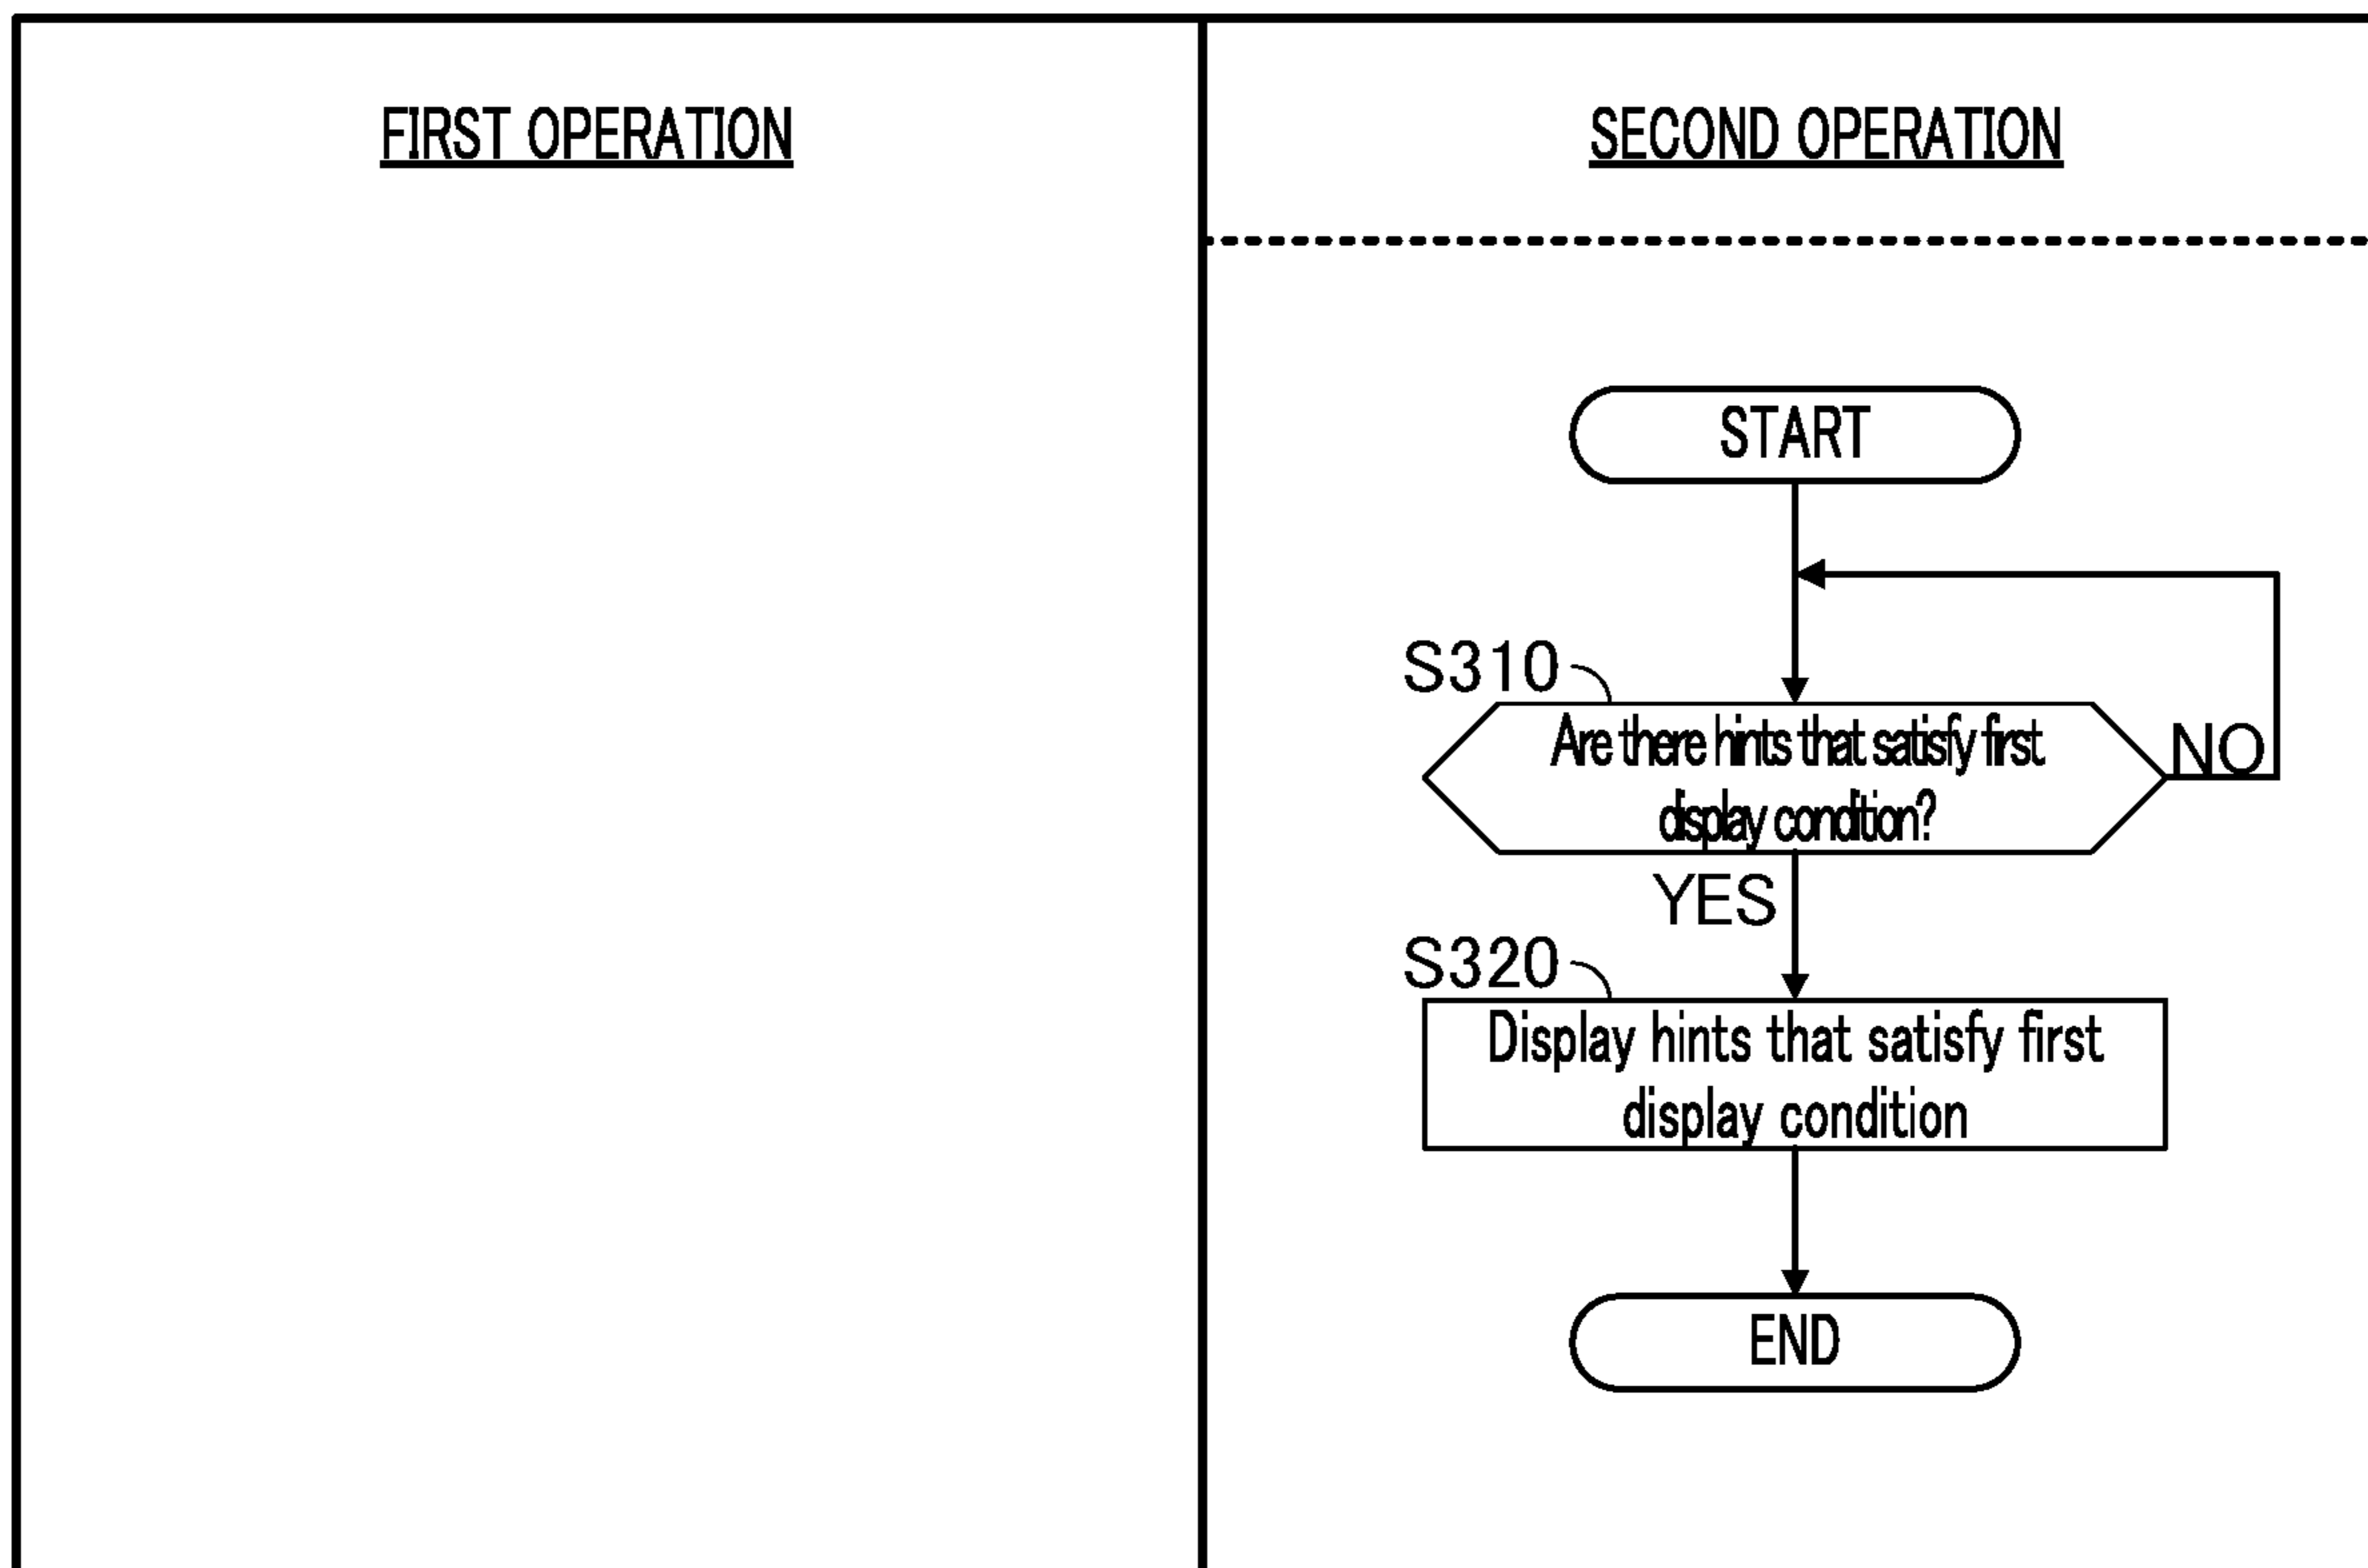 FIRST OPERATION
SECOND OPERATION
START
S310
Are there hints that satisfy first
display condition?
NO
YES
S320
Display hints that satisfy first
display condition
END